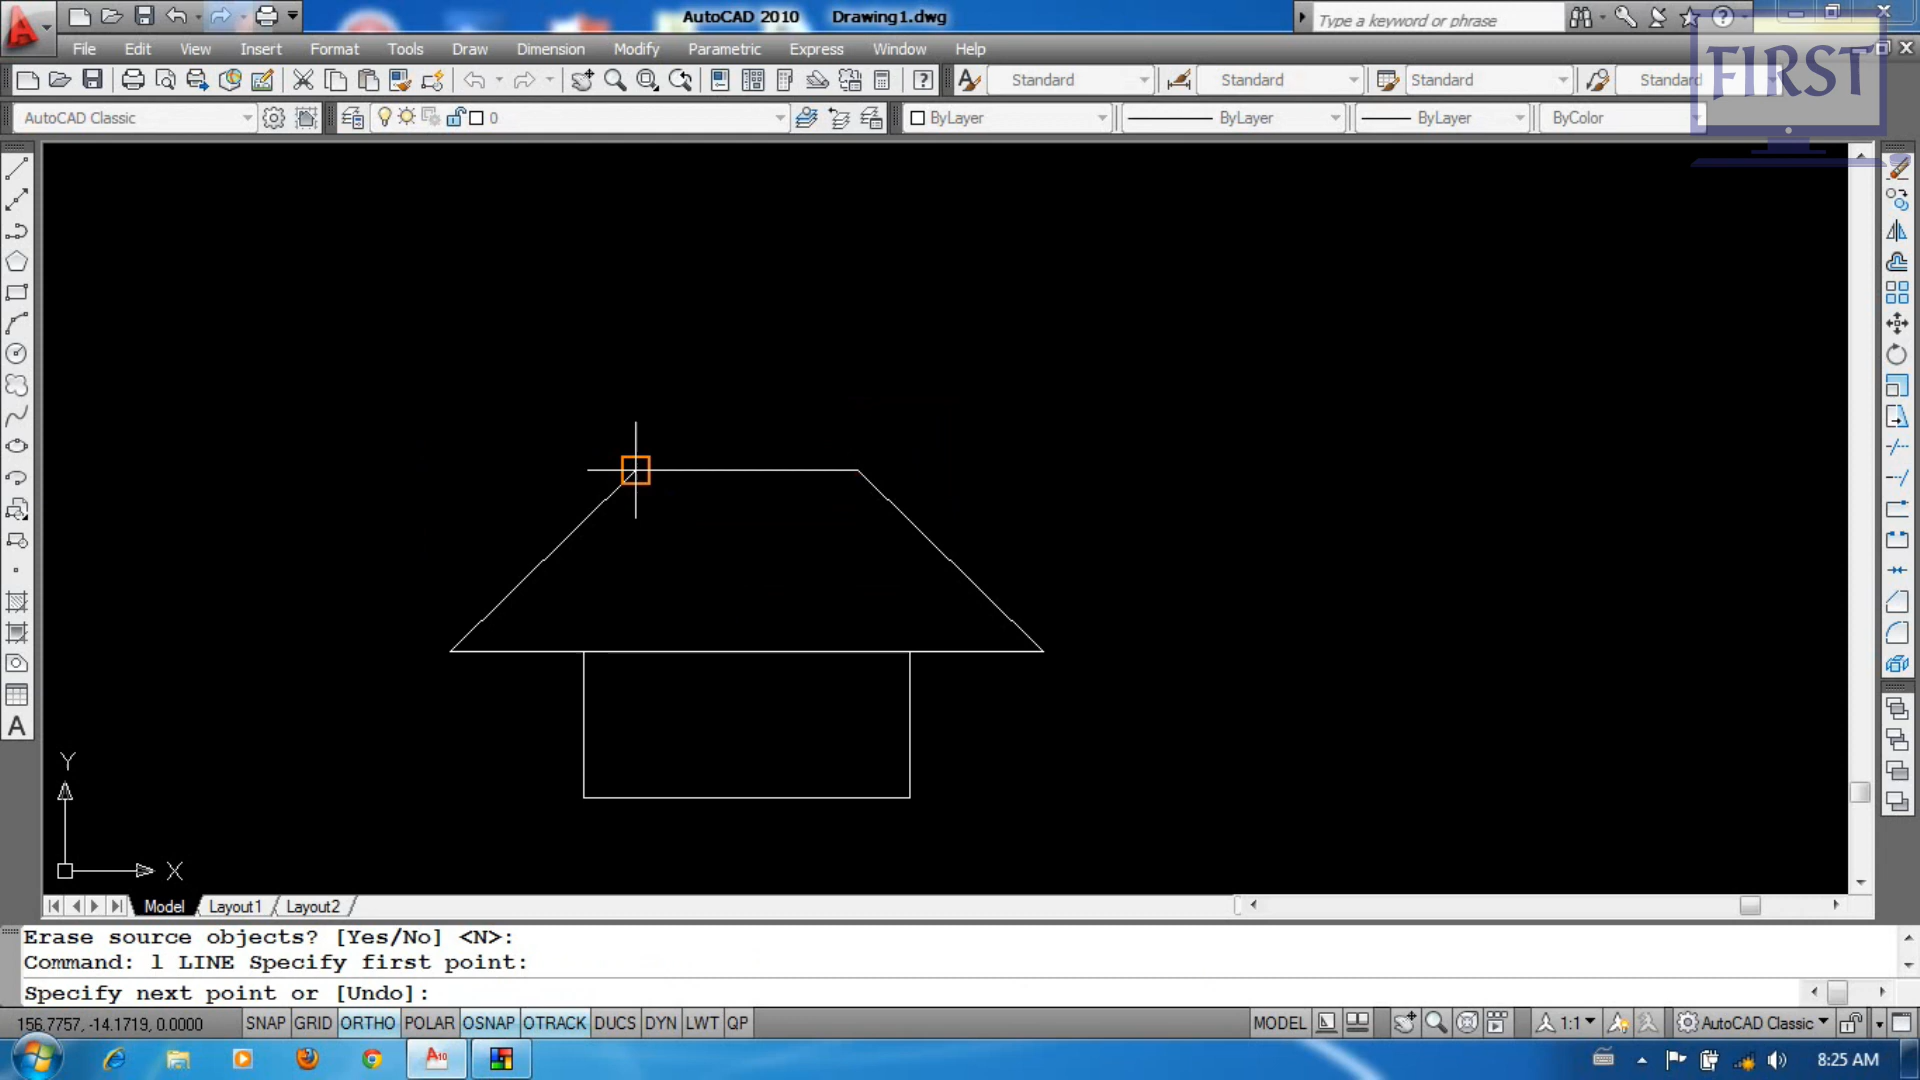 AutoCAD 2010 Drawing1.dwg
Type a keyword or phrase
FIRST
File Edit View Insert Format Tools Draw Dimension Modify Parametric Express Window Help
Standard Standard Standard Standard
AutoCAD Classic 0 ByLayer ByLayer ByLayer ByColor
A
Y
X
Model Layout1 Layout2
Erase source objects? [Yes/No] <N>:
Command: l LINE Specify first point:
Specify next point or [Undo]:
156.7757, -14.1719, 0.0000 SNAP GRID ORTHO POLAR OSNAP OTRACK DUCS DYN LWT QP MODEL 1:1 AutoCAD Classic
8:25 AM